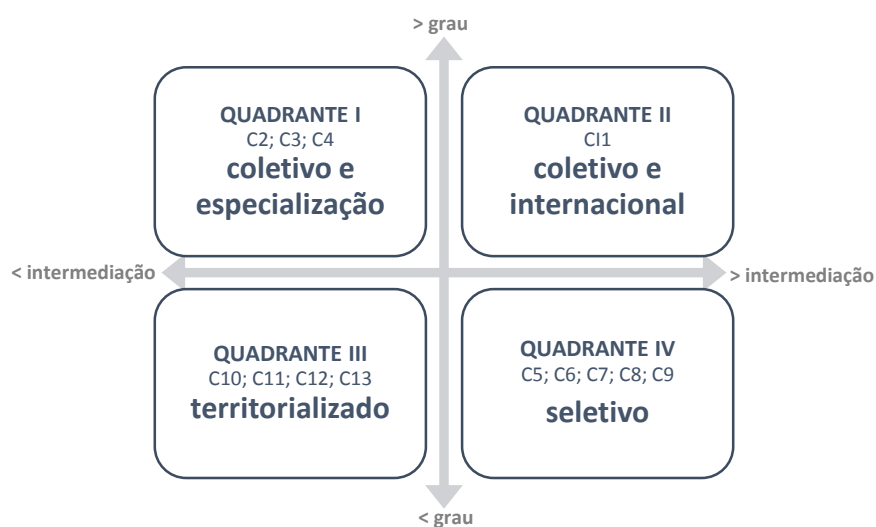 > grau
QUADRANTE I
C2; C3; C4
coletivo e
especialização
QUADRANTE II
CI1
coletivo e
internacional
< intermediação
> intermediação
QUADRANTE III
C10; C11; C12; C13
territorializado
QUADRANTE IV
C5; C6; C7; C8; C9
seletivo
< grau